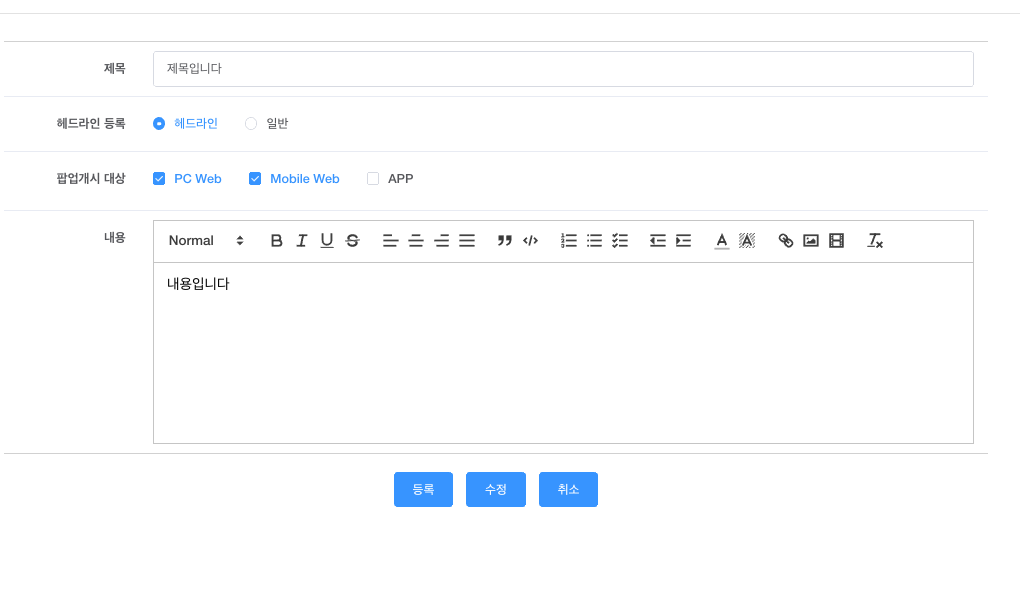 제목 제목입니다
헤드라인 등록 헤드라인 일반
팝업개시 대상 PC Web Mobile Web APP
내용 Normal
내용입니다
등록 수정 취소